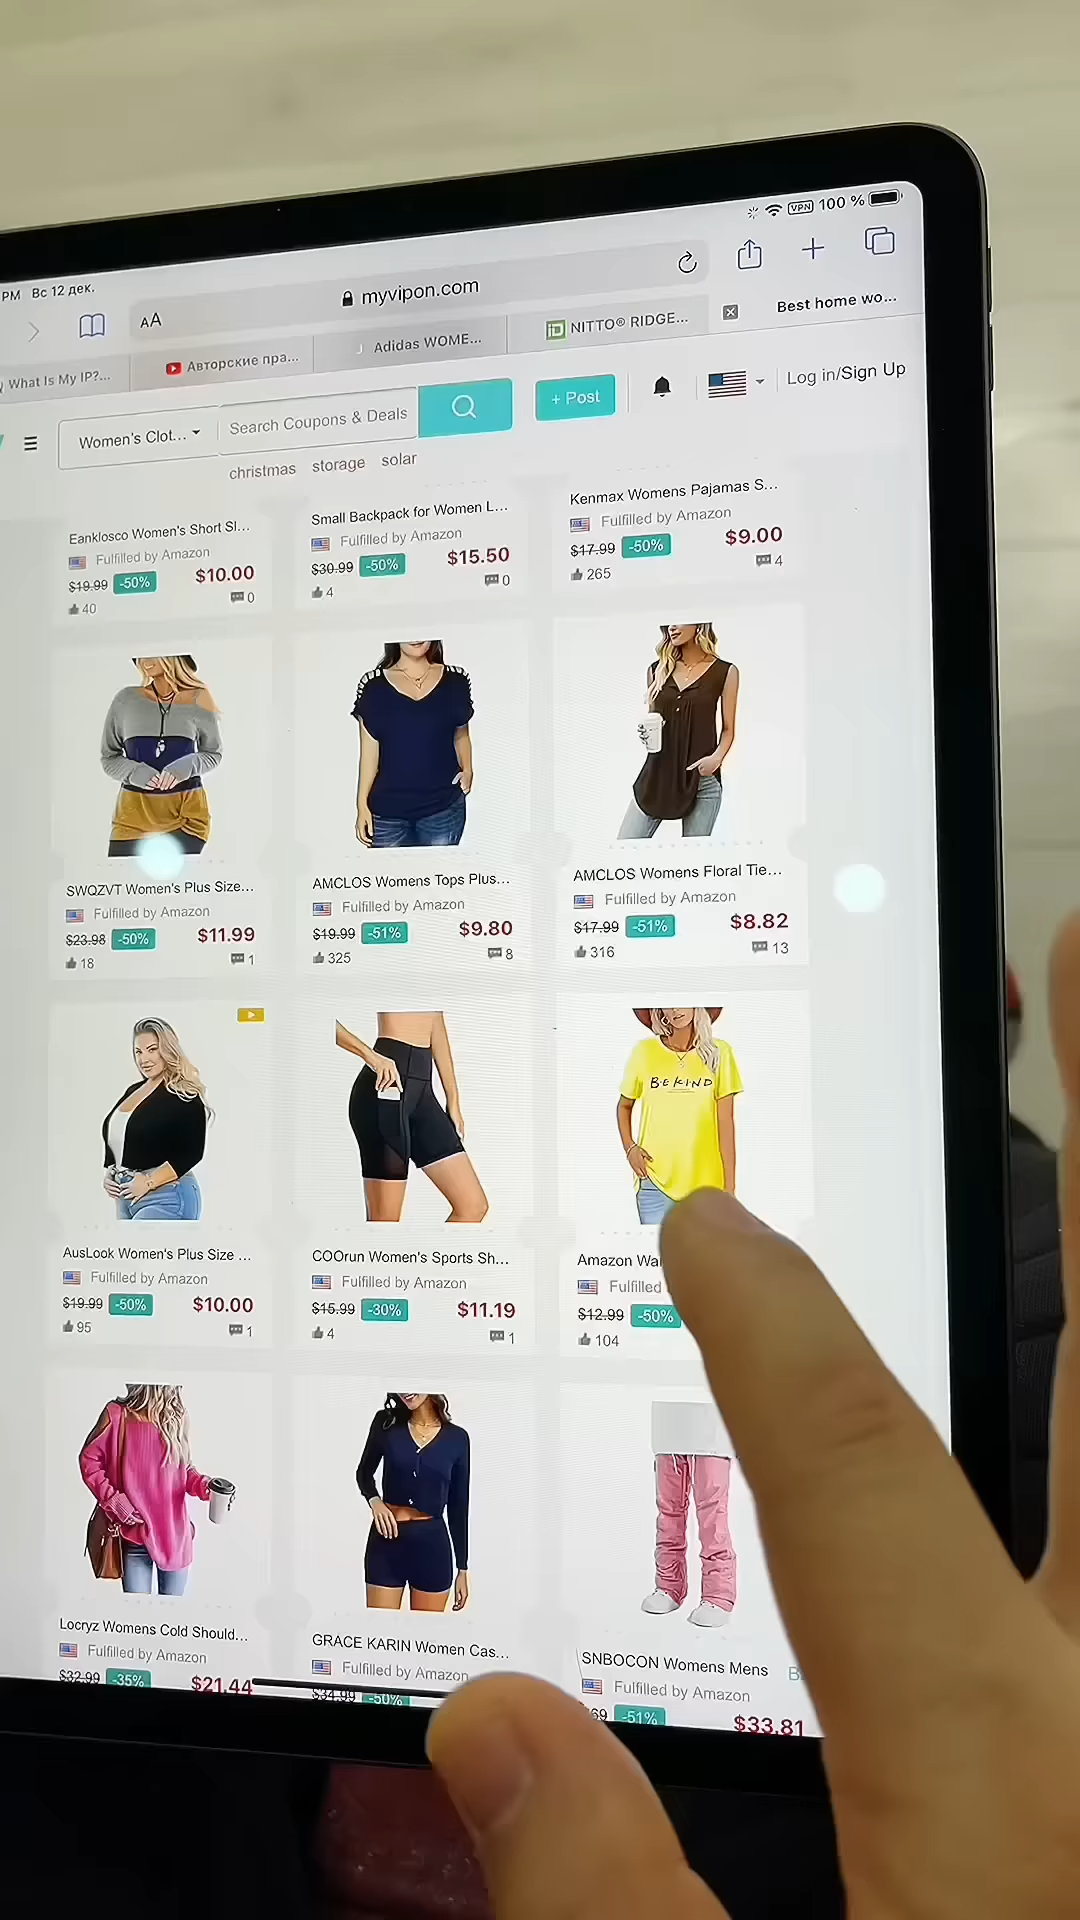 PM Вс 12 дек.
VPN 100 %
AA
myvipon.com
What Is My IP?...
Авторские пра...
Adidas WOME...
iD NITTO® RIDGE...
Best home wo...
Women's Clot...
Search Coupons & Deals
+ Post
Log in/Sign Up
christmas storage solar
Eanklosco Women's Short Sl...
Fulfilled by Amazon
$19.99 -50% $10.00
40 0
Small Backpack for Women L...
Fulfilled by Amazon
$30.99 -50% $15.50
4 0
Kenmax Womens Pajamas S...
Fulfilled by Amazon
$17.99 -50% $9.00
265 4
SWQZVT Women's Plus Size...
Fulfilled by Amazon
$23.98 -50% $11.99
18 1
AMCLOS Womens Tops Plus...
Fulfilled by Amazon
$19.99 -51% $9.80
325 8
AMCLOS Womens Floral Tie...
Fulfilled by Amazon
$17.99 -51% $8.82
316 13
BE KIND
AusLook Women's Plus Size ...
Fulfilled by Amazon
$19.99 -50% $10.00
95 1
COOrun Women's Sports Sh...
Fulfilled by Amazon
$15.99 -30% $11.19
4 1
Amazon Wa
Fulfilled
$12.99 -50%
104
Locryz Womens Cold Should...
Fulfilled by Amazon
$32.99 -35% $21.44
GRACE KARIN Women Cas...
Fulfilled by Amazon
$34.99 -50%
SNBOCON Womens Mens B
Fulfilled by Amazon
69 -51% $33.81